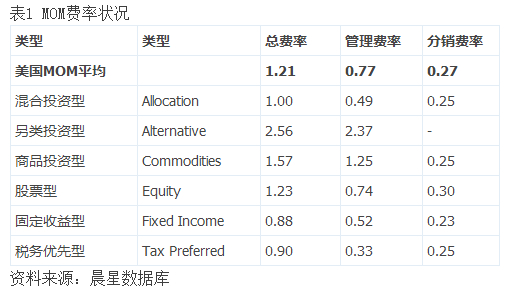 表1 MOM费率状况
类型 类型 总费率 管理费率 分销费率
美国MOM平均 1.21 0.77 0.27
混合投资型 Allocation 1.00 0.49 0.25
另类投资型 Alternative 2.56 2.37 -
商品投资型 Commodities 1.57 1.25 0.25
股票型 Equity 1.23 0.74 0.30
固定收益型 Fixed Income 0.88 0.52 0.23
税务优先型 Tax Preferred 0.90 0.33 0.25
资料来源：晨星数据库